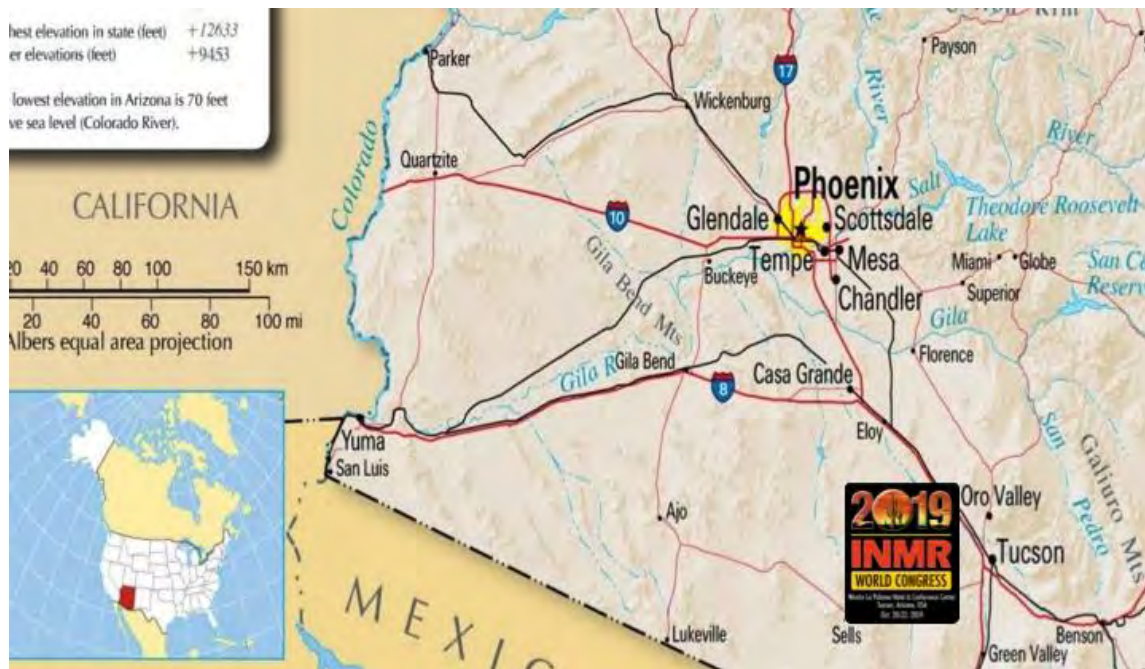 hest elevation in state (feet) +12633
er elevations (feet) +9453
lowest elevation in Arizona is 70 feet
ve sea level (Colorado River).
CALIFORNIA
20 40 60 80 100 150 km
20 40 60 80 100 mi
Albers equal area projection
Parker
Colorado
Quartzite
Wickenburg
17
River
Payson
River
10
Phoenix
Salt
Glendale
Scottsdale
Theodore Roosevelt
Lake
Tempe
Mesa
Miami
Globe
San Ca
Reserv
Buckeye
Superior
Chandler
Gila Bend Mts
Gila
Gila R
Gila Bend
Florence
8
Casa Grande
Eloy
Yuma
San Luis
San
Pedro
Galiuro Mts.
Ajo
Oro Valley
2019
INMR
WORLD CONGRESS
Tucson
MEXIC
Lukeville
Sells
Benson
Green Valley